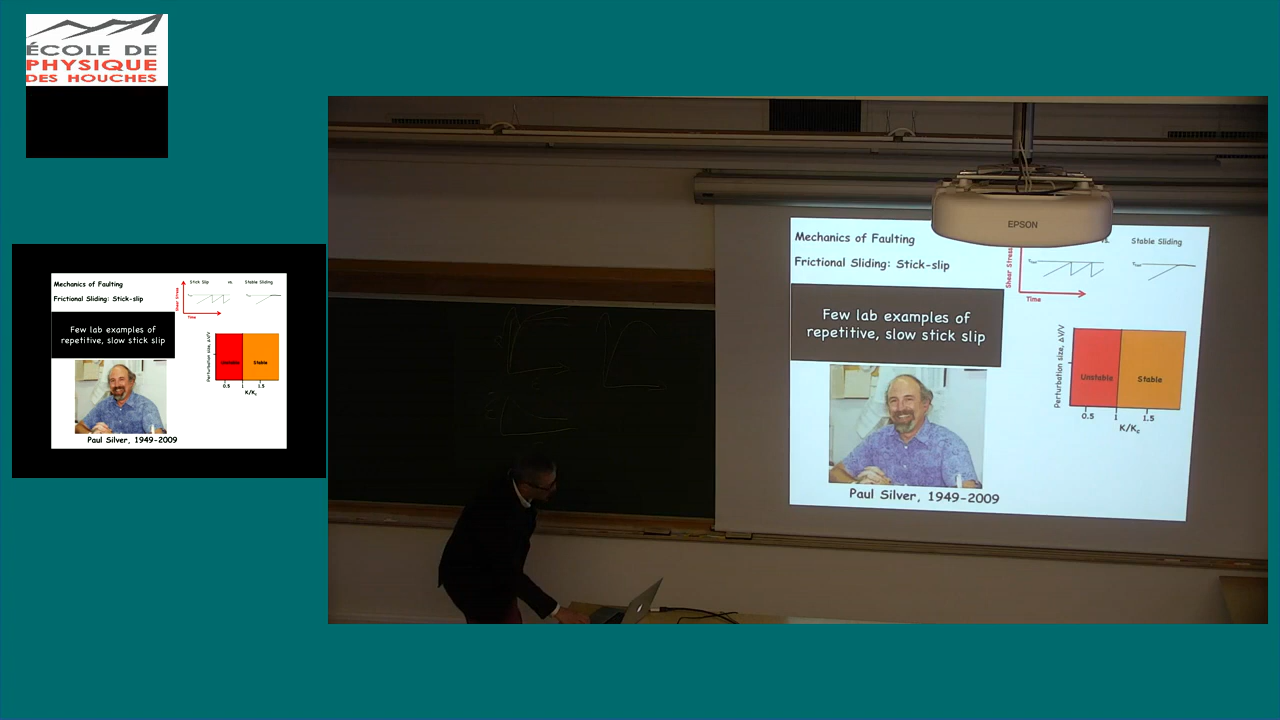 ÉCOLE DE
PHYSIQUE
DES HOUCHES
Mechanics of Faulting
Frictional Sliding: Stick-slip
Stick Slip
vs.
Stable Sliding
Shear Stress
Time
Few lab examples of
repetitive, slow stick slip
Perturbation size, ΔV/V
Unstable
Stable
0.5
1
1.5
K/Kc
Paul Silver, 1949-2009
EPSON
Mechanics of Faulting
Frictional Sliding: Stick-slip
Stable Sliding
Shear Stress
Time
Few lab examples of
repetitive, slow stick slip
Perturbation size, ΔV/V
Unstable
Stable
0.5
1
1.5
K/Kc
Paul Silver, 1949-2009